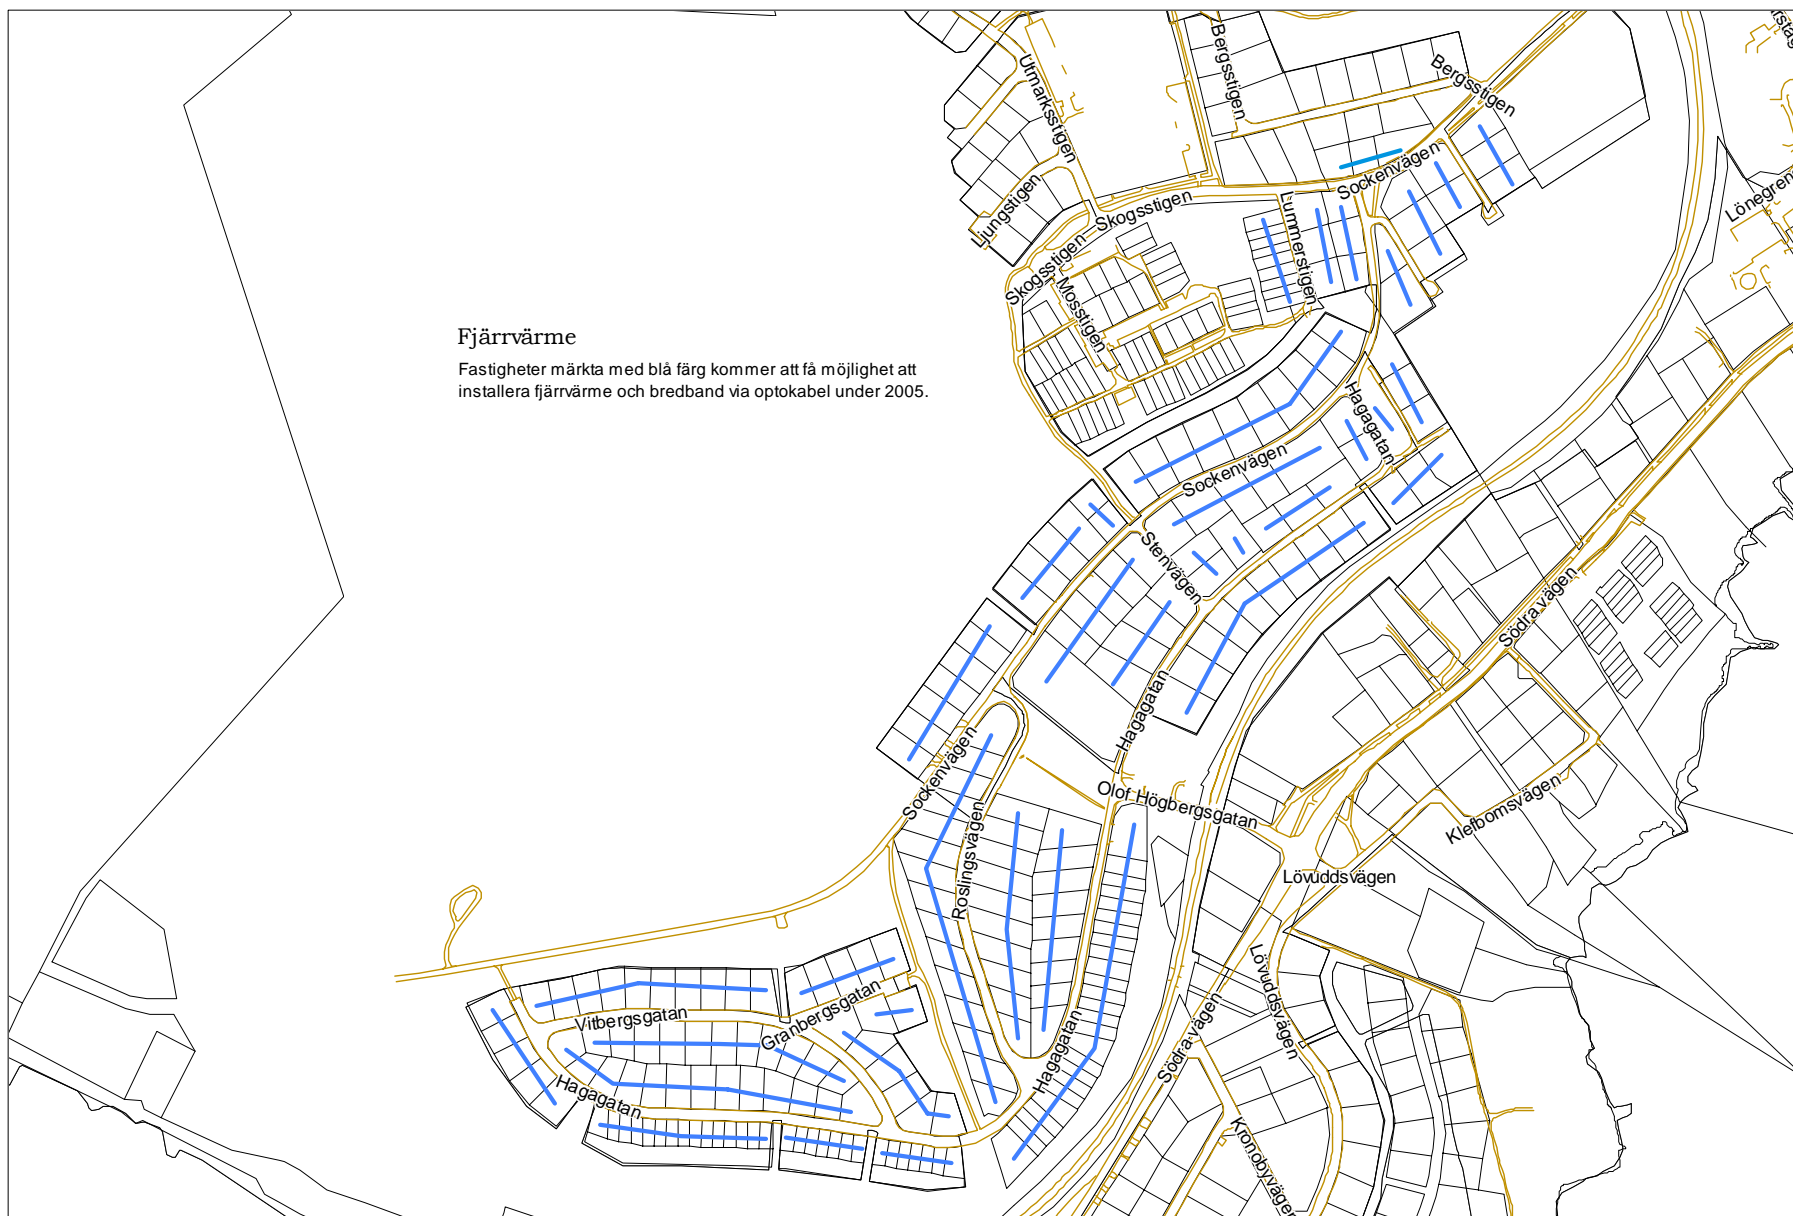 Bergsstigen
Bergsstigen
Utmarksstigen
Sockenvägen
Ljungstigen
Skogsstigen
Lummerstigen
Skogsstigen
Mosstigen
Fjärrvärme
Fastigheter märkta med blå färg kommer att få möjlighet att
installera fjärrvärme och bredband via optokabel under 2005.
Hagagatan
Sockenvägen
Stenvägen
Södra vägen
Hagagatan
Sockenvägen
Olof Högbergsgatan
Klefbomsvägen
Roslingsvägen
Lövuddsvägen
Vitbergsgatan
Granbergsgatan
Lövuddsvägen
Södra vägen
Hagagatan
Hagagatan
Kronobyvägen